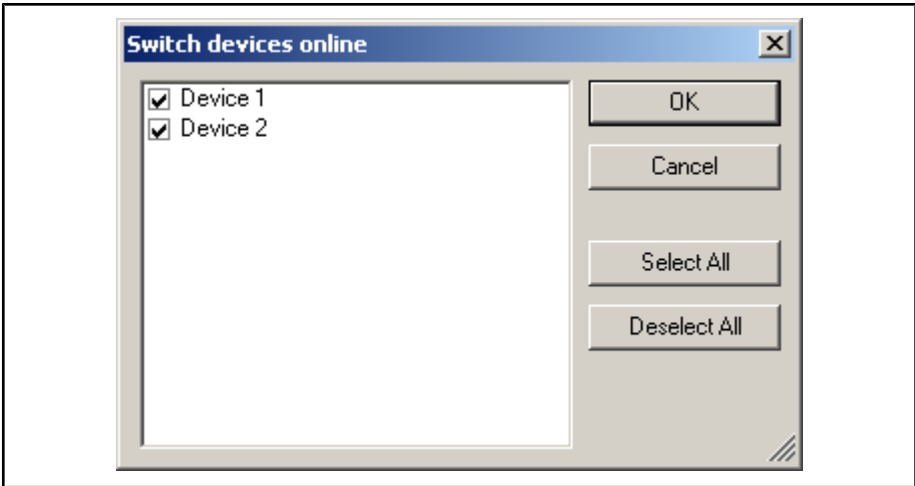 Switch devices online
Device 1
Device 2
OK
Cancel
Select All
Deselect All